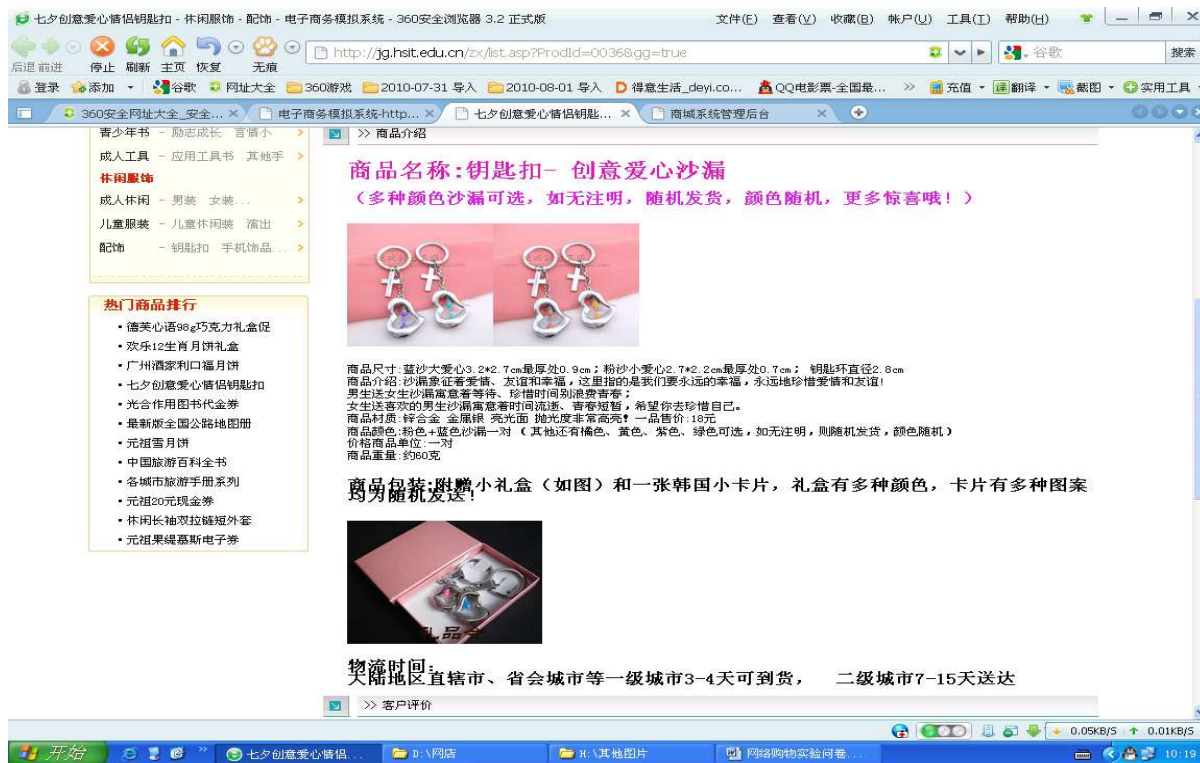 七夕创意爱心情侣钥匙扣 - 休闲服饰 - 配饰 - 电子商务模拟系统 - 360安全浏览器 3.2 正式版
文件(F) 查看(V) 收藏(B) 帐户(U) 工具(T) 帮助(H)
后退 前进 停止 刷新 主页 恢复 无痕
http://jg.hsit.edu.cn/zx/list.asp?ProdId=0036&gg=true
谷歌 搜索
登录 添加 谷歌 网址大全 360游戏 2010-07-31 导入 2010-08-01 导入 得意生活_deyi.co... QQ电影票-全国最... >> 充值 翻译 截图 实用工具
360安全网址大全_安全... 电子商务模拟系统-http... 七夕创意爱心情侣钥匙... 商城系统管理后台
青少年书 - 励志成长 言情小 >
成人工具 - 应用工具书 其他手 >
休闲服饰
成人休闲 - 男装 女装... >
儿童服装 - 儿童休闲装 演出 >
配饰 - 钥匙扣 手机饰品... >
热门商品排行
• 德芙心语98g巧克力礼盒促
• 欢乐12生肖月饼礼盒
• 广州酒家利口福月饼
• 七夕创意爱心情侣钥匙扣
• 光合作用图书代金券
• 最新版全国公路地图册
• 元祖雪月饼
• 中国旅游百科全书
• 各城市旅游手册系列
• 元祖20元现金券
• 休闲长袖双拉链短外套
• 元祖果缇慕斯电子券
>> 商品介绍
商品名称:钥匙扣- 创意爱心沙漏
（多种颜色沙漏可选，如无注明，随机发货，颜色随机，更多惊喜哦！）
商品尺寸:蓝沙大爱心3.2*2.7cm最厚处0.9cm；粉沙小爱心2.7*2.2cm最厚处0.7cm； 钥匙环直径2.8cm
商品介绍:沙漏象征着爱情、友谊和幸福，这里指的是我们要永远的幸福，永远地珍惜爱情和友谊!
男生送女生沙漏寓意着等待、珍惜时间别浪费青春；
女生送喜欢的男生沙漏寓意着时间流逝、青春短暂，希望你去珍惜自己。
商品材质:锌合金 金属银 亮光面 抛光度非常高亮! 一品售价:18元
商品颜色:粉色+蓝色沙漏一对 （其他还有橘色、黄色、紫色、绿色可选，如无注明，则随机发货，颜色随机）
价格商品单位:一对
商品重量:约60克
商品包装:附赠小礼盒（如图）和一张韩国小卡片，礼盒有多种颜色，卡片有多种图案
均为随机发送！
礼品盒
物流时间：
大陆地区直辖市、省会城市等一级城市3-4天可到货， 二级城市7-15天送达
>> 客户评价
0.05KB/S 0.01KB/S
开始 七夕创意爱心情侣... D:\网店 H:\其他图片 网络购物实验问卷... 10:19